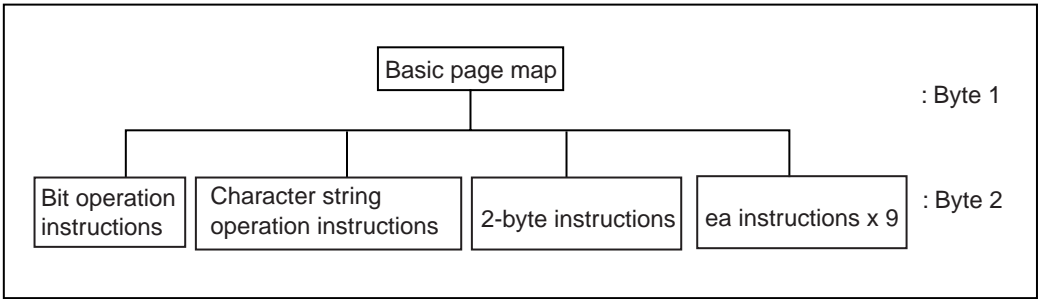 Basic page map
: Byte 1
Bit operation
instructions
Character string
operation instructions
2-byte instructions
ea instructions x 9
: Byte 2